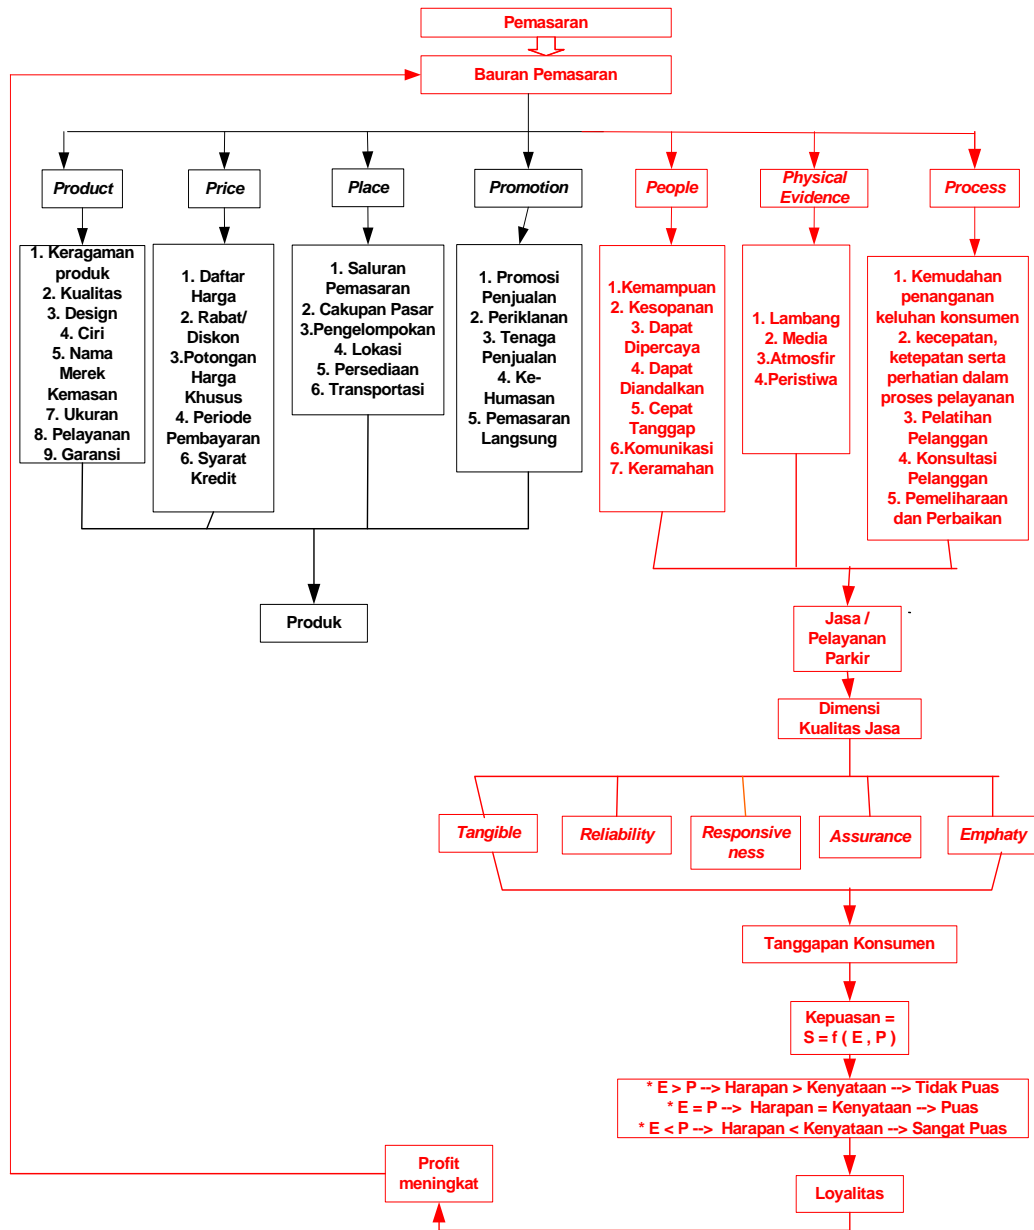 Pemasaran
Bauran Pemasaran
Product
Price
Place
Promotion
People
Physical
Evidence
Process
1. Keragaman
produk
2. Kualitas
3. Design
4. Ciri
5. Nama
Merek
Kemasan
7. Ukuran
8. Pelayanan
9. Garansi
1. Daftar
Harga
2. Rabat/
Diskon
3.Potongan
Harga
Khusus
4. Periode
Pembayaran
6. Syarat
Kredit
1. Saluran
Pemasaran
2. Cakupan Pasar
3.Pengelompokan
4. Lokasi
5. Persediaan
6. Transportasi
1. Promosi
Penjualan
2. Periklanan
3. Tenaga
Penjualan
4. Ke-
Humasan
5. Pemasaran
Langsung
1.Kemampuan
2. Kesopanan
3. Dapat
Dipercaya
4. Dapat
Diandalkan
5. Cepat
Tanggap
6.Komunikasi
7. Keramahan
1. Lambang
2. Media
3.Atmosfir
4.Peristiwa
1. Kemudahan
penanganan
keluhan konsumen
2. kecepatan,
ketepatan serta
perhatian dalam
proses pelayanan
3. Pelatihan
Pelanggan
4. Konsultasi
Pelanggan
5. Pemeliharaan
dan Perbaikan
Produk
Jasa /
Pelayanan
Parkir
Dimensi
Kualitas Jasa
Tangible
Reliability
Responsive
ness
Assurance
Emphaty
Tanggapan Konsumen
Kepuasan =
S = f ( E , P )
* E > P --> Harapan > Kenyataan --> Tidak Puas
* E = P --> Harapan = Kenyataan --> Puas
* E < P --> Harapan < Kenyataan --> Sangat Puas
Profit
meningkat
Loyalitas